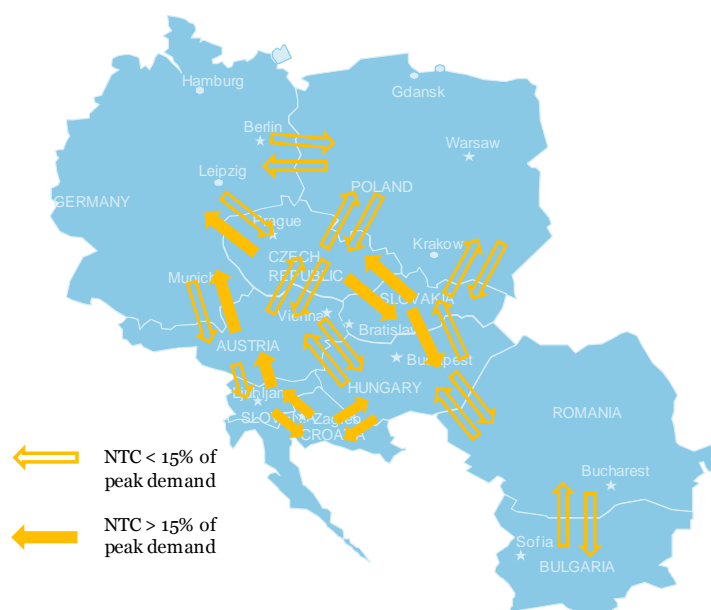 Hamburg
Gdansk
Berlin
Warsaw
Leipzig
POLAND
GERMANY
Prague
Krakow
CZECH
REPUBLIC
Munich
SLOVAKIA
Vienna
Bratislava
AUSTRIA
Budapest
HUNGARY
Ljubljana
ROMANIA
SLOVENIA
Zagreb
CROATIA
NTC < 15% of
peak demand
Bucharest
NTC > 15% of
peak demand
Sofia
BULGARIA